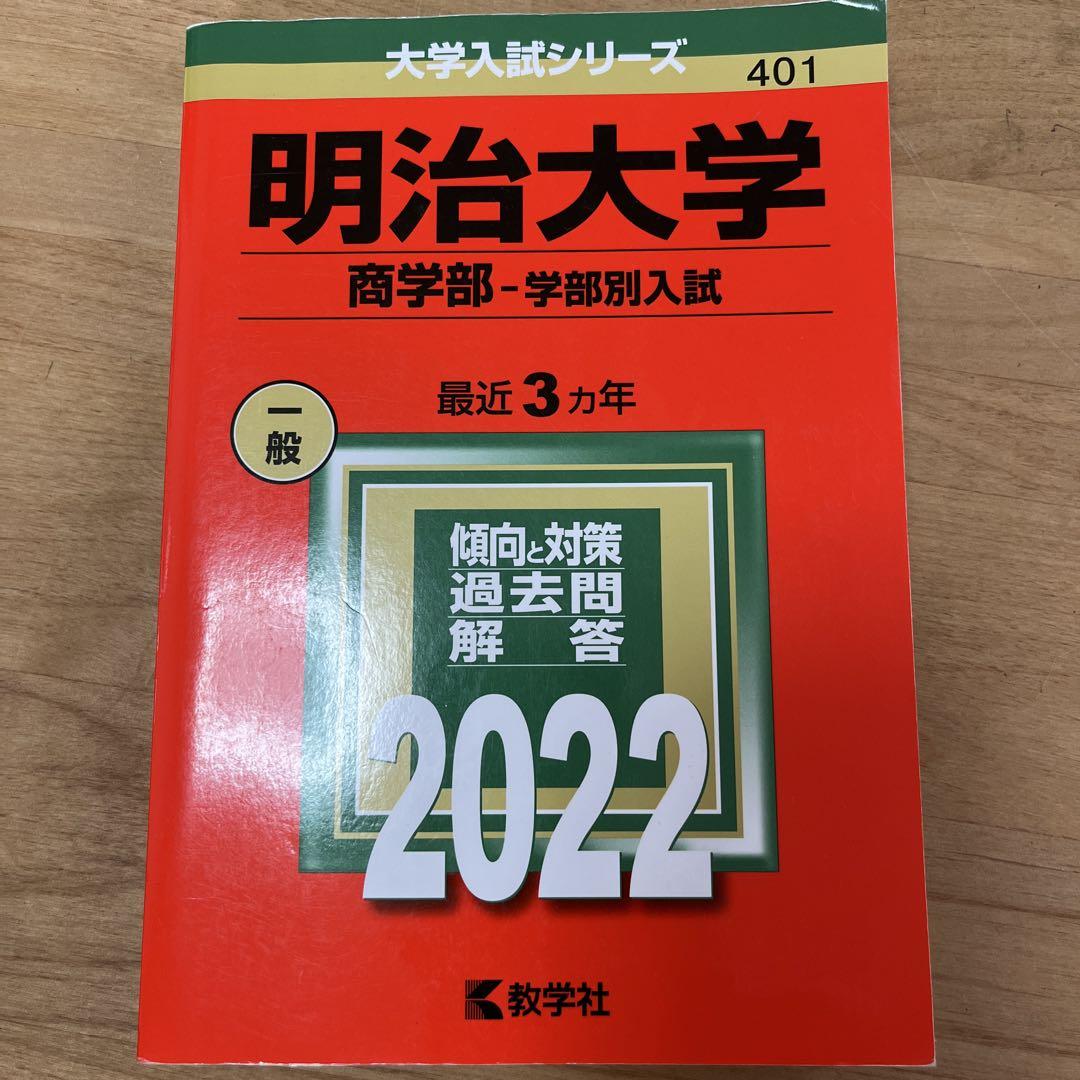 大学入試シリーズ
401
明治大学
商学部-学部別入試
最近3カ年
一般
傾向と対策
過去問
解答
2022
教学社